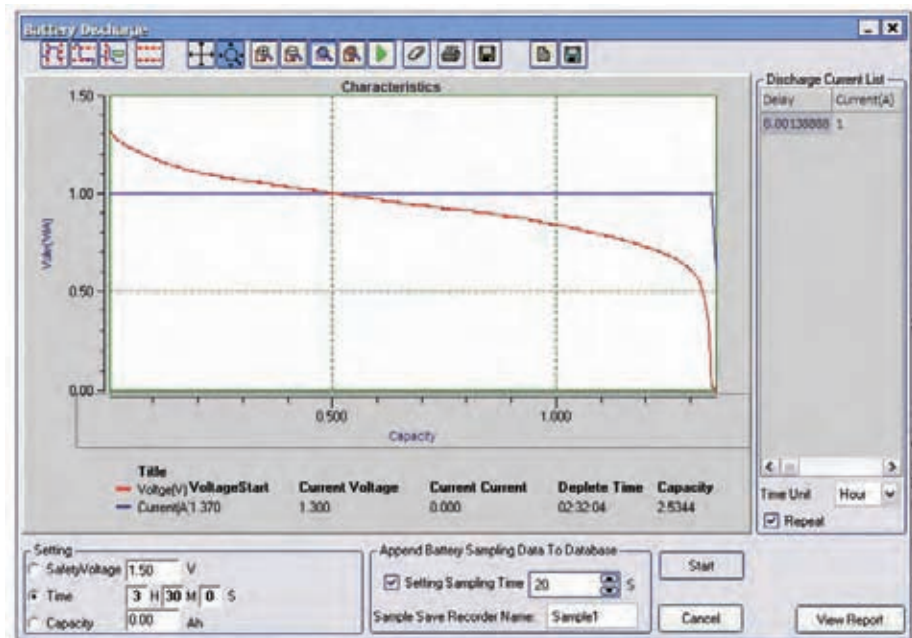 Battery Discharge
Characteristics
1.50
1.00
0.50
0.00
0.500
1.000
Capacity
Title
Voltge(V) VoltageStart Current Voltage Current Current Deplete Time Capacity
Current(A 1.370 1.300 0.000 02:32:04 2.5344
Discharge Current List
Delay Current(A)
0.00138888 1
Time Unit Hour
Repeat
Setting
SafetyVoltage 1.50 V
Time 3 H 30 M 0 S
Capacity 0.00 Ah
Append Battery Sampling Data To Database
Setting Sampling Time 20 S
Sample Save Recorder Name: Sample1
Start
Cancel
View Report